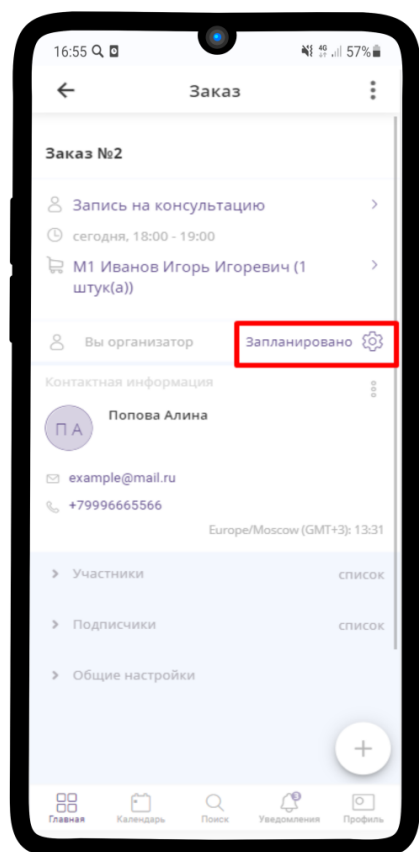 16:55 4G 57%
Заказ
Заказ №2
Запись на консультацию
сегодня, 18:00 - 19:00
М1 Иванов Игорь Игоревич (1
штук(а))
Вы организатор Запланировано
Контактная информация
П А Попова Алина
example@mail.ru
+79996665566
Europe/Moscow (GMT+3): 13:31
Участники список
Подписчики список
Общие настройки
+
3
Главная Календарь Поиск Уведомления Профиль